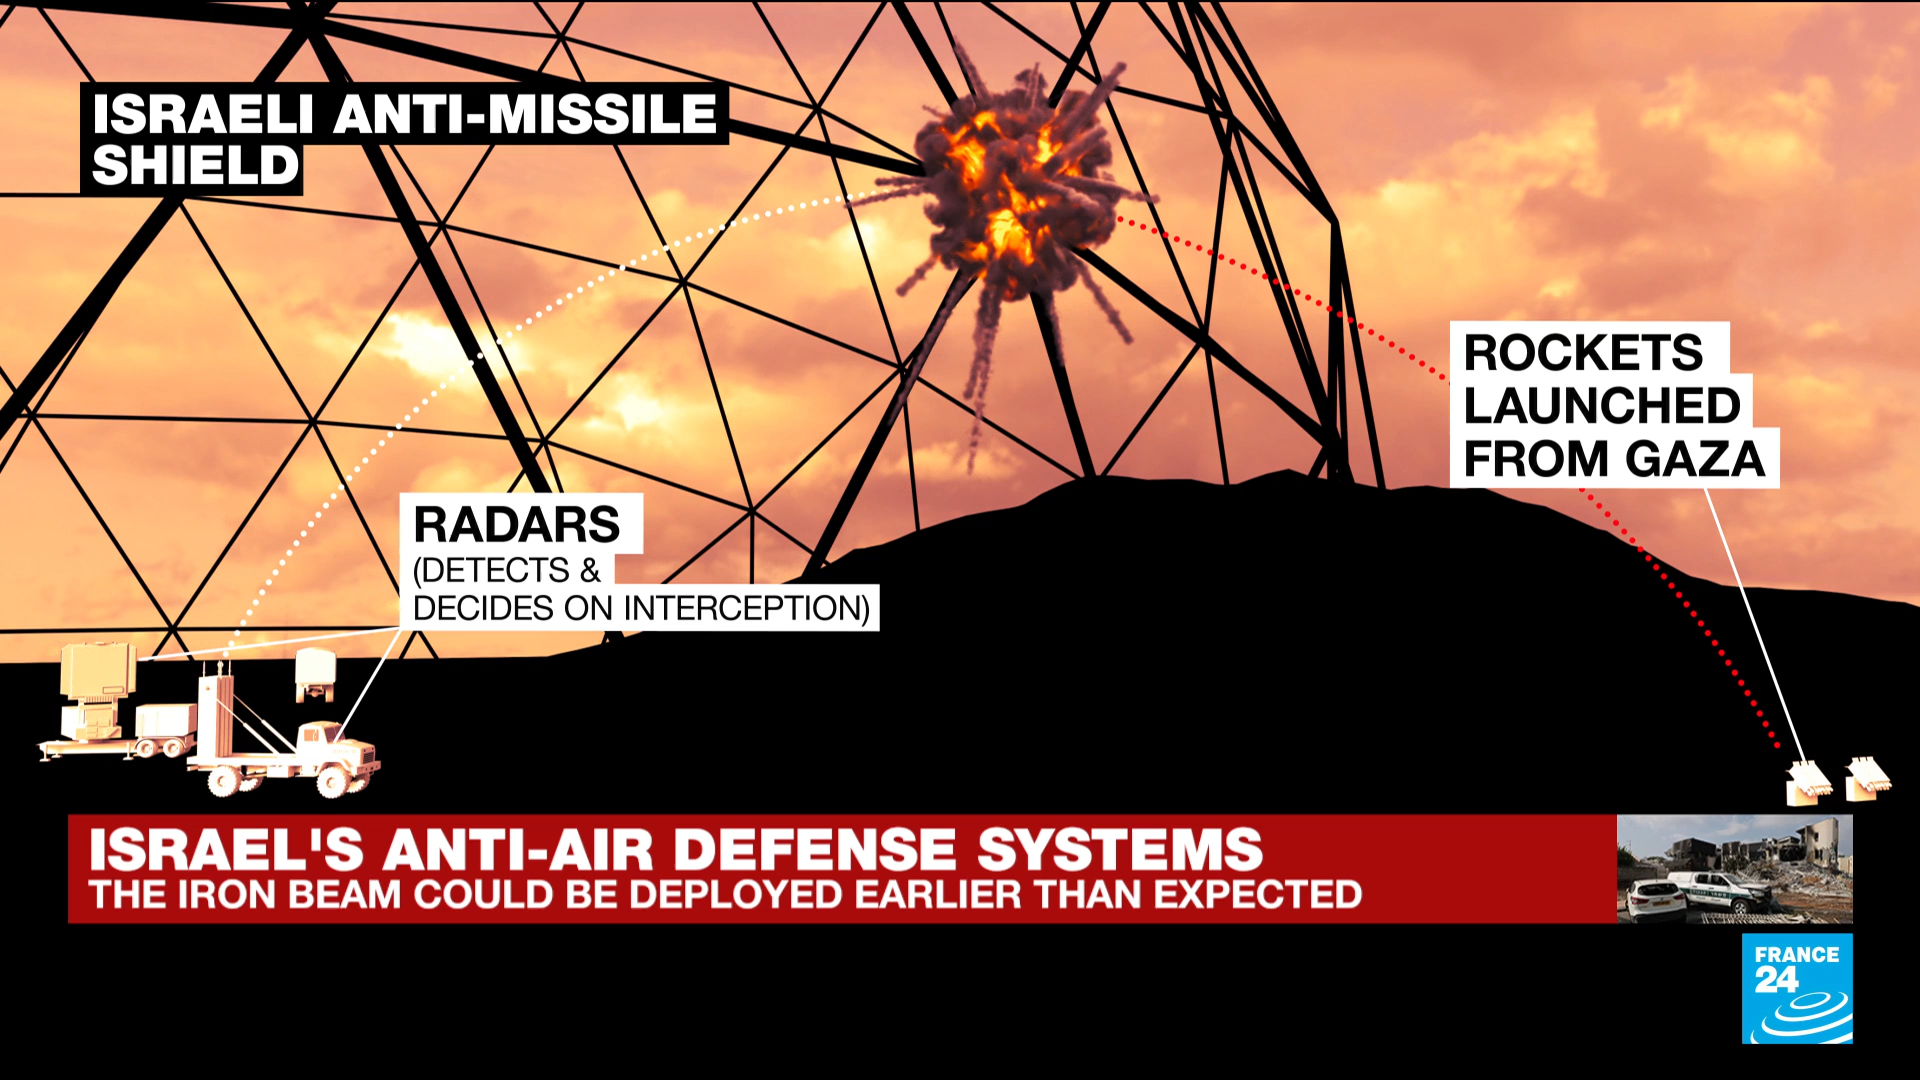 ISRAELI ANTI-MISSILE
SHIELD
ROCKETS
LAUNCHED
FROM GAZA
RADARS
(DETECTS &
DECIDES ON INTERCEPTION)
ISRAEL'S ANTI-AIR DEFENSE SYSTEMS
THE IRON BEAM COULD BE DEPLOYED EARLIER THAN EXPECTED
FRANCE
24